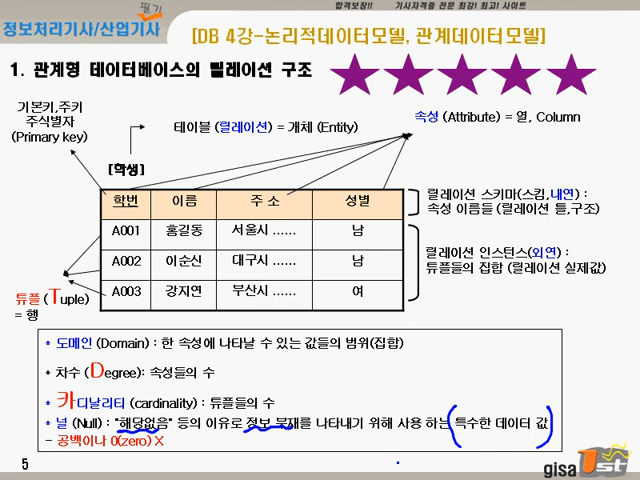 합격보장!! 기사자격증 전문 최강! 최고! 사이트
정보처리기사/산업기사 필기
[DB 4강-논리적데이터모델, 관계데이터모델]
1. 관계형 데이터베이스의 릴레이션 구조
기본키,주키
주식별자
(Primary key)
테이블 (릴레이션) = 개체 (Entity)
속성 (Attribute) = 열, Column
[학생]
학번 이름 주 소 성별
A001 홍길동 서울시 ...... 남
A002 이순신 대구시 ...... 남
A003 강지연 부산시 ...... 여
릴레이션 스키마(스킴,내연) :
속성 이름들 (릴레이션 틀,구조)
릴레이션 인스턴스(외연) :
튜플들의 집합 (릴레이션 실제값)
튜플 (Tuple)
= 행
* 도메인 (Domain) : 한 속성에 나타날 수 있는 값들의 범위(집합)
* 차수 (Degree): 속성들의 수
* 카디날리티 (cardinality) : 튜플들의 수
* 널 (Null) : "해당없음" 등의 이유로 정보 부재를 나타내기 위해 사용 하는 특수한 데이터 값
- 공백이나 0(zero) X
5
gisa 1st